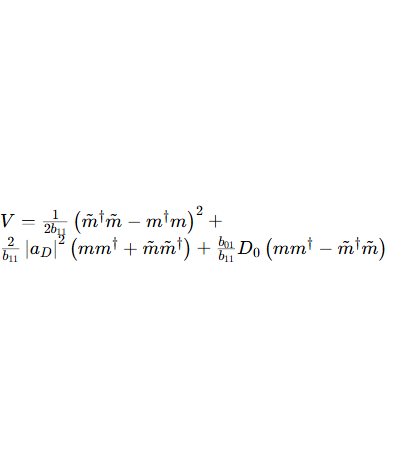 V = \frac{1}{2b_{11}} \left( \tilde{m}^\dagger \tilde{m} - m^\dagger m \right)^2 +
\frac{2}{b_{11}} \left| a_D \right|^2 \left( m m^\dagger + \tilde{m} \tilde{m}^\dagger \right) + \frac{b_{01}}{b_{11}} D_0 \left( m m^\dagger - \tilde{m}^\dagger \tilde{m} \right)